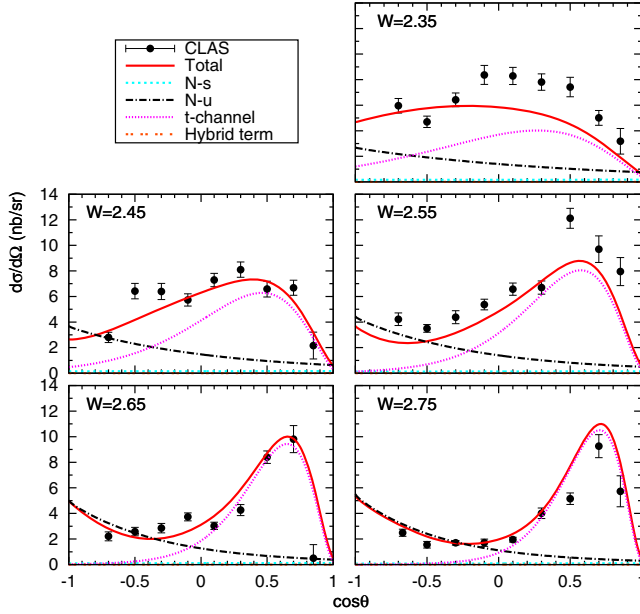 W=2.35
CLAS
Total
N-s
N-u
t-channel
Hybrid term
14
12
10
8
6
4
2
0
W=2.45
W=2.55
dσ/dΩ (nb/sr)
14
12
10
8
6
4
2
0
W=2.65
W=2.75
-1 -0.5 0 0.5 1
-1 -0.5 0 0.5
cosθ